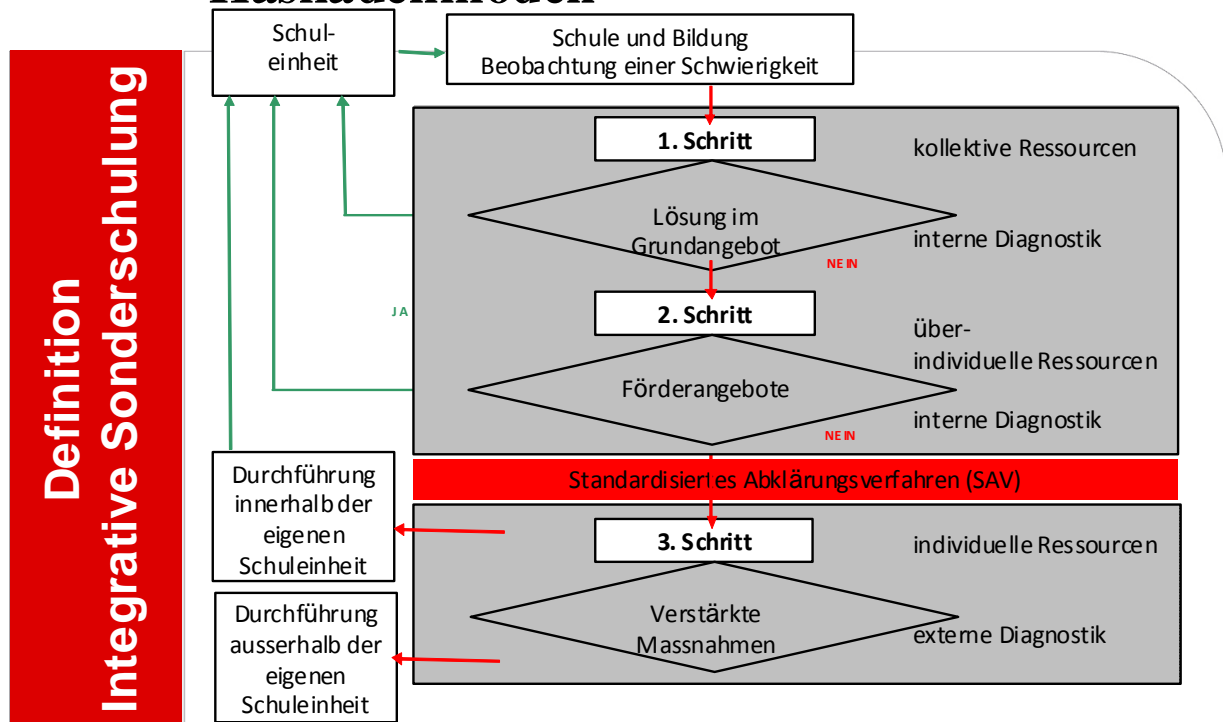 Definition
Integrative Sonderschulung
Schul-
einheit
Schule und Bildung
Beobachtung einer Schwierigkeit
1. Schritt
kollektive Ressourcen
Lösung im
Grundangebot
interne Diagnostik
NEIN
JA
2. Schritt
über-
individuelle Ressourcen
Förderangebote
interne Diagnostik
NEIN
Standardisiertes Abklärungsverfahren (SAV)
Durchführung
innerhalb der
eigenen
Schuleinheit
3. Schritt
individuelle Ressourcen
Verstärkte
Massnahmen
externe Diagnostik
Durchführung
ausserhalb der
eigenen
Schuleinheit